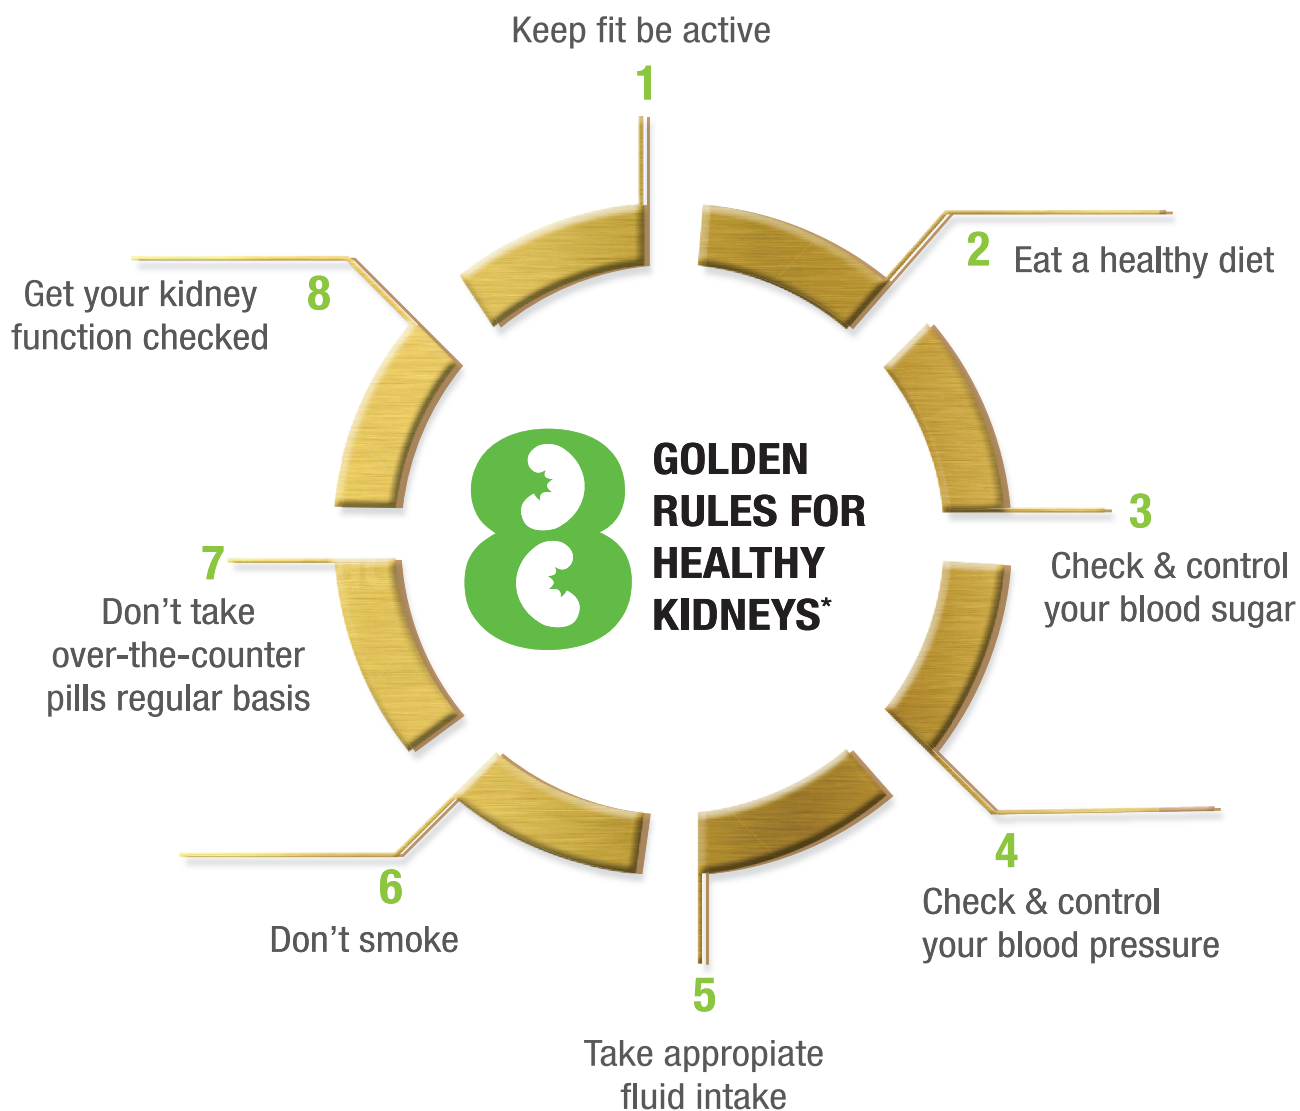 Keep fit be active
1
2 Eat a healthy diet
3
Check & control
your blood sugar
4
Check & control
your blood pressure
5
Take appropiate
fluid intake
6
Don't smoke
7
Don't take
over-the-counter
pills regular basis
8
Get your kidney
function checked
8
GOLDEN
RULES FOR
HEALTHY
KIDNEYS*